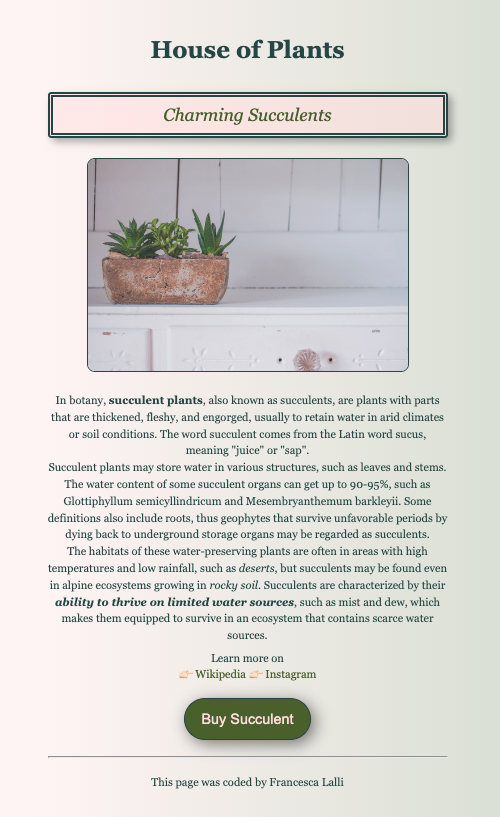 House of Plants
Charming Succulents
In botany, succulent plants, also known as succulents, are plants with parts
that are thickened, fleshy, and engorged, usually to retain water in arid climates
or soil conditions. The word succulent comes from the Latin word sucus,
meaning "juice" or "sap".
Succulent plants may store water in various structures, such as leaves and stems.
The water content of some succulent organs can get up to 90-95%, such as
Glottiphyllum semicyllindricum and Mesembryanthemum barkleyii. Some
definitions also include roots, thus geophytes that survive unfavorable periods by
dying back to underground storage organs may be regarded as succulents.
The habitats of these water-preserving plants are often in areas with high
temperatures and low rainfall, such as deserts, but succulents may be found even
in alpine ecosystems growing in rocky soil. Succulents are characterized by their
ability to thrive on limited water sources, such as mist and dew, which
makes them equipped to survive in an ecosystem that contains scarce water
sources.
Learn more on
👉 Wikipedia 👉 Instagram
Buy Succulent
This page was coded by Francesca Lalli